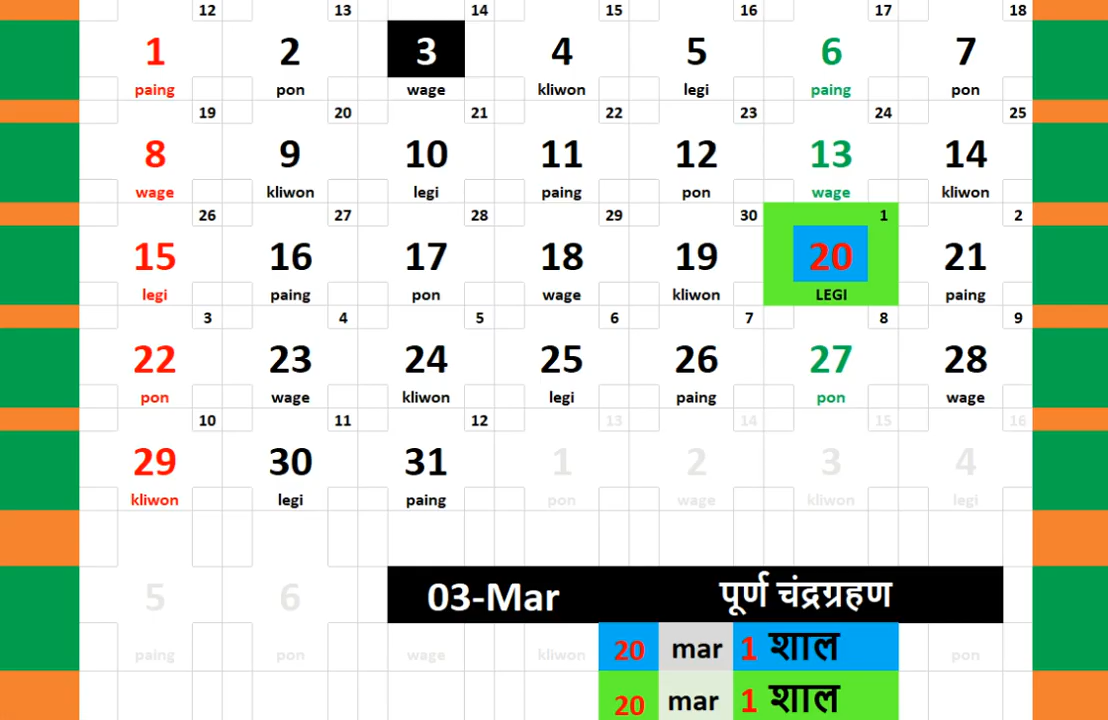 12 13 14 15 16 17 18
1 2 3 4 5 6 7
paing pon wage kliwon legi paing pon
19 20 21 22 23 24 25
8 9 10 11 12 13 14
wage kliwon legi paing pon wage kliwon
26 27 28 29 30 1 2
15 16 17 18 19 20 21
legi paing pon wage kliwon LEGI paing
3 4 5 6 7 8 9
22 23 24 25 26 27 28
pon wage kliwon legi paing pon wage
10 11 12 13 14 15 16
29 30 31 1 2 3 4
kliwon legi paing pon wage kliwon legi
5 6 03-Mar पूर्ण चंद्रग्रहण
paing pon wage kliwon 20 mar 1 शाल pon
20 mar 1 शाल